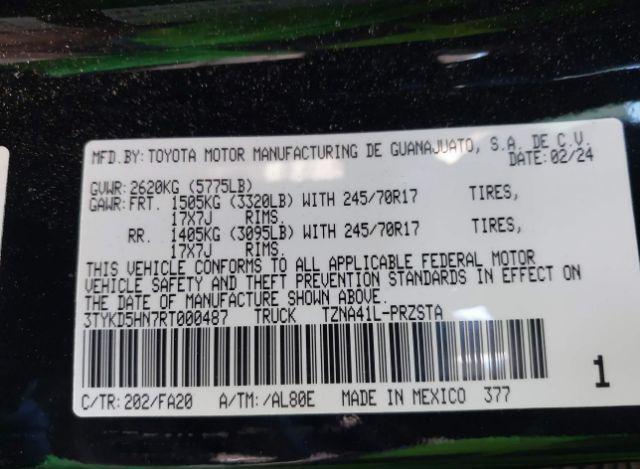 MFD.BY: TOYOTA MOTOR MANUFACTURING DE GUANAJUATO, S.A. DE C.V.
DATE: 02/24
GVWR: 2620KG (5775LB)
GAWR: FRT. 1505KG (3320LB) WITH 245/70R17 TIRES,
17X7J RIMS.
RR. 1405KG (3095LB) WITH 245/70R17 TIRES,
17X7J RIMS.
THIS VEHICLE CONFORMS TO ALL APPLICABLE FEDERAL MOTOR
VEHICLE SAFETY AND THEFT PREVENTION STANDARDS IN EFFECT ON
THE DATE OF MANUFACTURE SHOWN ABOVE.
3TYKD5HN7RT000487 TRUCK TZNA41L-PRZSTA
C/TR: 202/FA20 A/TM: /AL80E MADE IN MEXICO 377
1